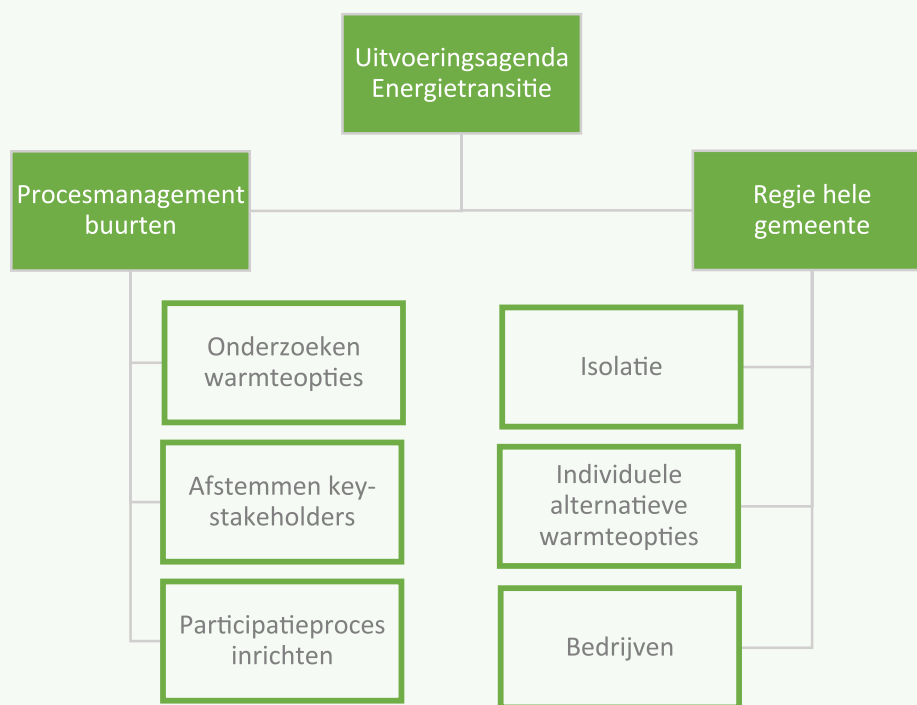 Uitvoeringsagenda
Energietransitie
Procesmanagement
buurten
Regie hele
gemeente
Onderzoeken
warmteopties
Afstemmen key-
stakeholders
Participatieproces
inrichten
Isolatie
Individuele
alternatieve
warmteopties
Bedrijven